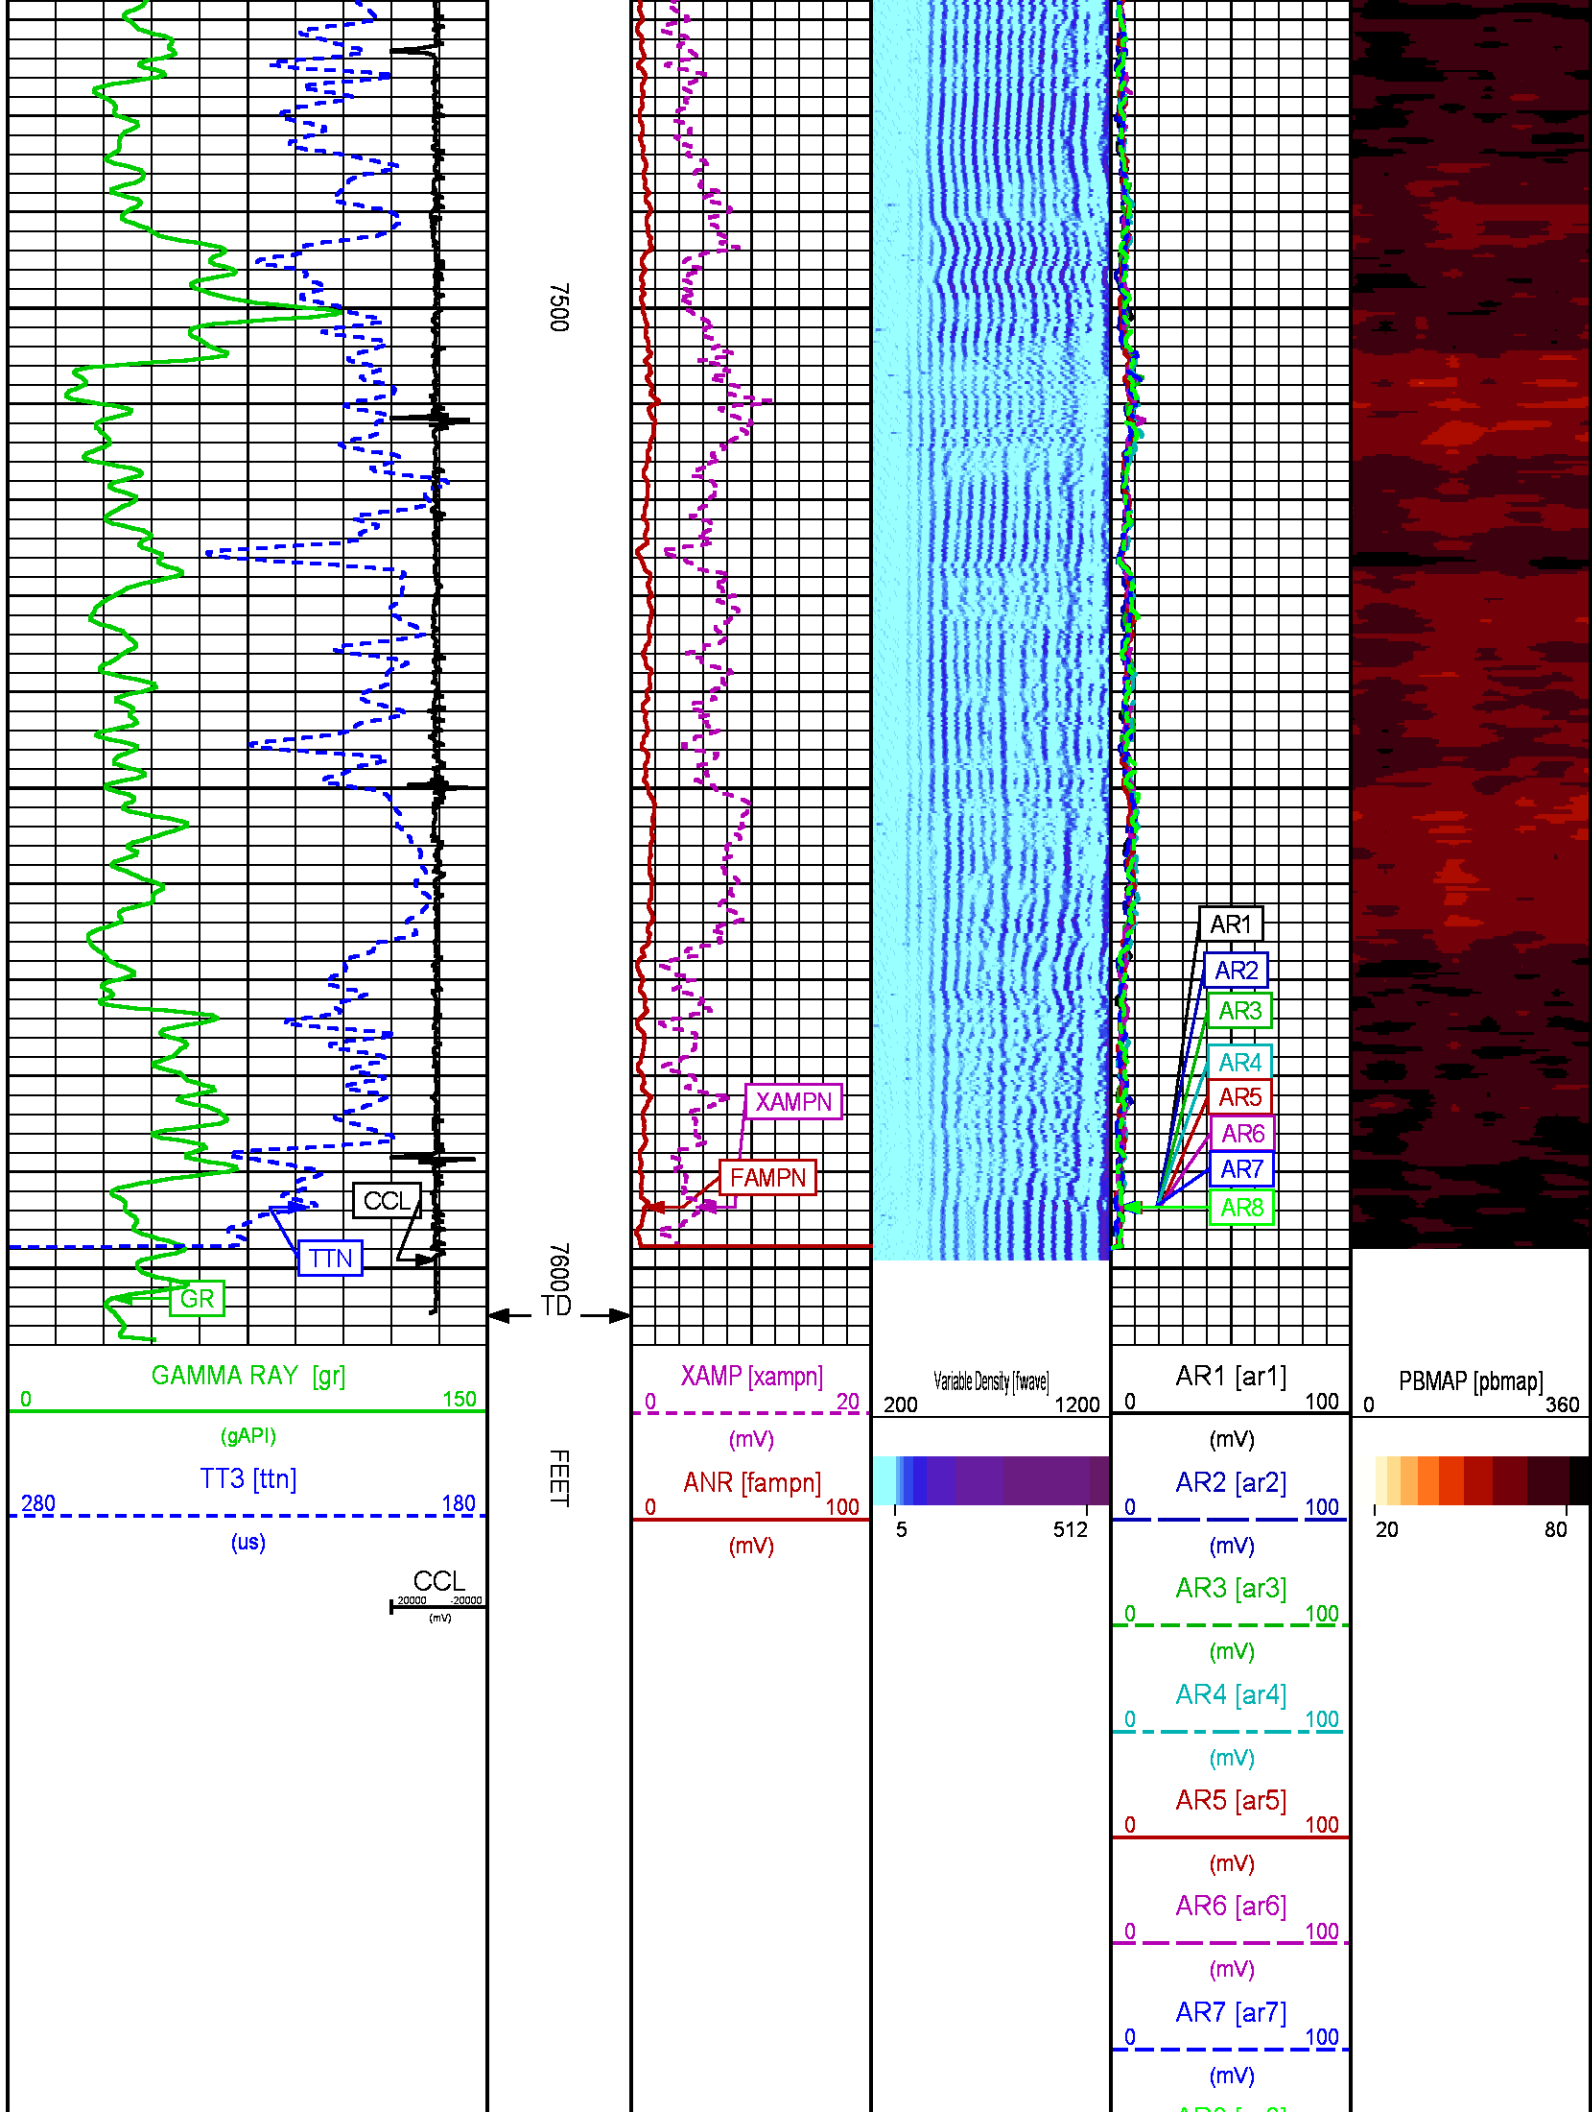 7500
AR1
AR2
AR3
AR4
AR5
AR6
AR7
AR8
XAMPN
FAMPN
CCL
TTN
GR
7600
TD
GAMMA RAY [gr]
0 150
(gAPI)
TT3 [ttn]
280 180
(us)
CCL
20000 -20000
(mV)
FEET
XAMP [xampn]
0 20
(mV)
ANR [fampn]
0 100
(mV)
Variable Density [fwave]
200 1200
5 512
AR1 [ar1]
0 100
(mV)
AR2 [ar2]
0 100
(mV)
AR3 [ar3]
0 100
(mV)
AR4 [ar4]
0 100
(mV)
AR5 [ar5]
0 100
(mV)
AR6 [ar6]
0 100
(mV)
AR7 [ar7]
0 100
(mV)
PBMAP [pbmap]
0 360
20 80